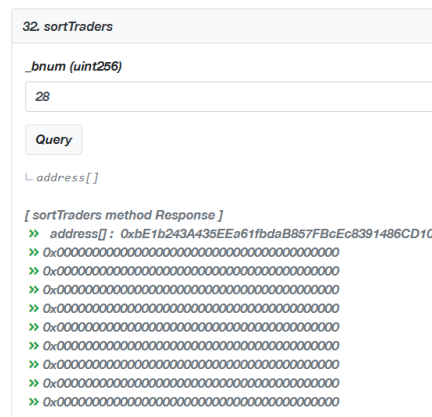 32. sortTraders
_bnum (uint256)
28
Query
address[]
[ sortTraders method Response ]
» address[] : 0xbE1b243A435EEa61fbdaB857FBcEc8391486CD10
» 0x0000000000000000000000000000000000000000
» 0x0000000000000000000000000000000000000000
» 0x0000000000000000000000000000000000000000
» 0x0000000000000000000000000000000000000000
» 0x0000000000000000000000000000000000000000
» 0x0000000000000000000000000000000000000000
» 0x0000000000000000000000000000000000000000
» 0x0000000000000000000000000000000000000000
» 0x0000000000000000000000000000000000000000